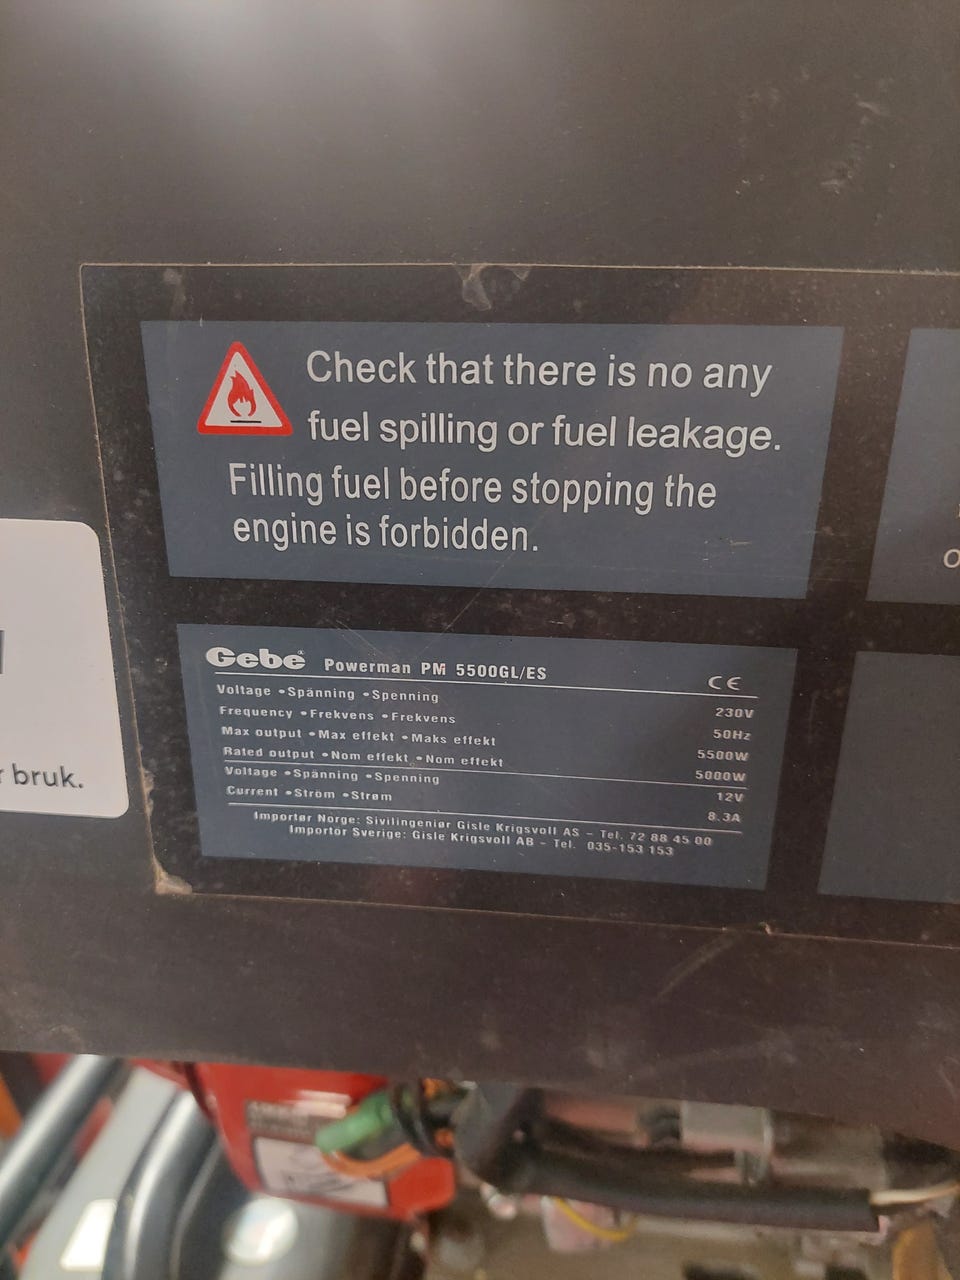 Check that there is no any
fuel spilling or fuel leakage.
Filling fuel before stopping the
engine is forbidden.
r bruk.
Gebe® Powerman PM 5500GL/ES CE
Voltage •Spänning •Spenning 230V
Frequency •Frekvens •Frekvens 50Hz
Max output •Max effekt •Maks effekt 5500W
Rated output •Nom effekt •Nom effekt 5000W
Voltage •Spänning •Spenning 12V
Current •Ström •Strøm 8.3A
Importør Norge: Sivilingeniør Gisle Krigsvoll AS – Tel. 72 88 45 00
Importör Sverige: Gisle Krigsvoll AB – Tel. 035-153 153